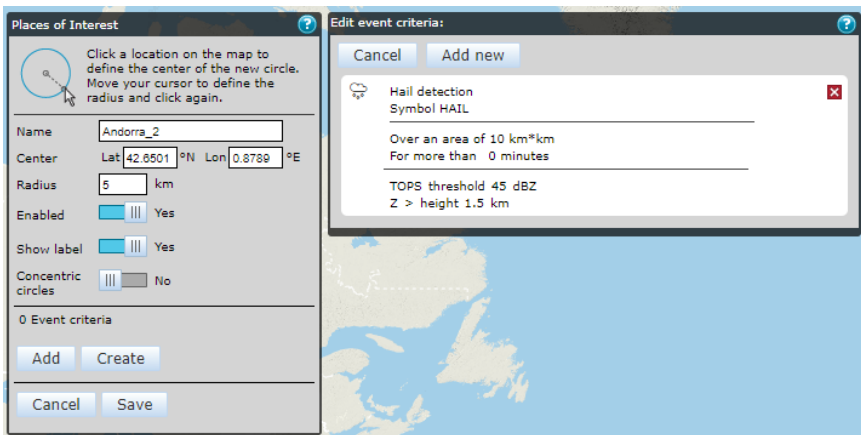 Places of Interest ?
Click a location on the map to
define the center of the new circle.
Move your cursor to define the
radius and click again.
Name Andorra_2
Center Lat 42.6501 ºN Lon 0.8789 ºE
Radius 5 km
Enabled Yes
Show label Yes
Concentric
circles No
0 Event criteria
Add Create
Cancel Save
Edit event criteria: ?
Cancel Add new
Hail detection
Symbol HAIL
Over an area of 10 km*km
For more than 0 minutes
TOPS threshold 45 dBZ
Z > height 1.5 km